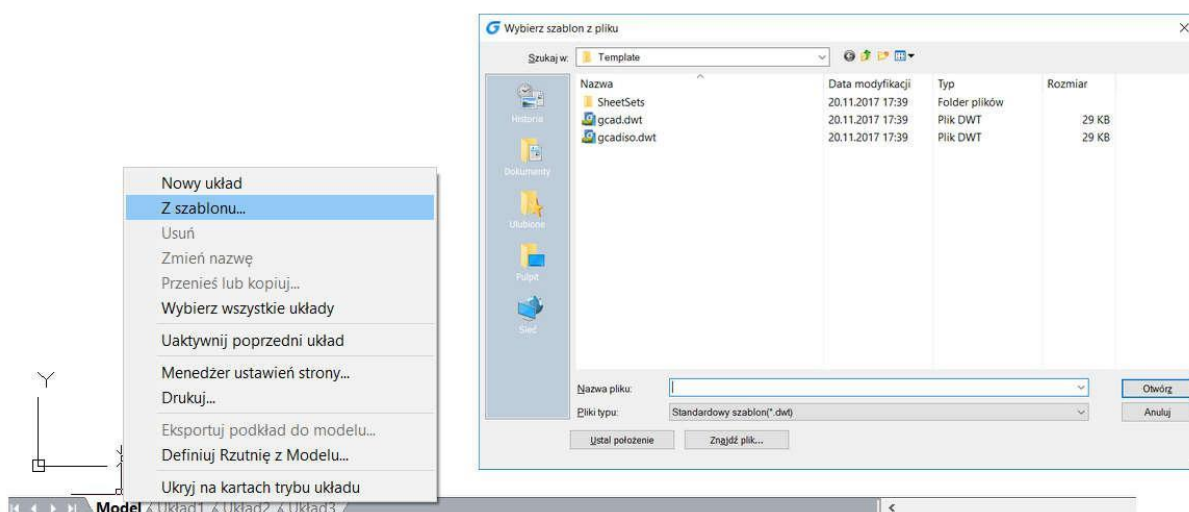 Wybierz szablon z pliku
Szukaj w: Template
Nazwa Data modyfikacji Typ Rozmiar
SheetSets 20.11.2017 17:39 Folder plików
gcad.dwt 20.11.2017 17:39 Plik DWT 29 KB
gcadiso.dwt 20.11.2017 17:39 Plik DWT 29 KB
Historia
Dokumenty
Ulubione
Pulpit
Sieć
Nazwa pliku: Otwórz
Pliki typu: Standardowy szablon(*.dwt) Anuluj
Ustal położenie Znajdź plik...
Nowy układ
Z szablonu...
Usuń
Zmień nazwę
Przenieś lub kopiuj...
Wybierz wszystkie układy
Uaktywnij poprzedni układ
Menedżer ustawień strony...
Drukuj...
Eksportuj podkład do modelu...
Definiuj Rzutnię z Modelu...
Ukryj na kartach trybu układu
Y
Model Układ1 Układ2 Układ3